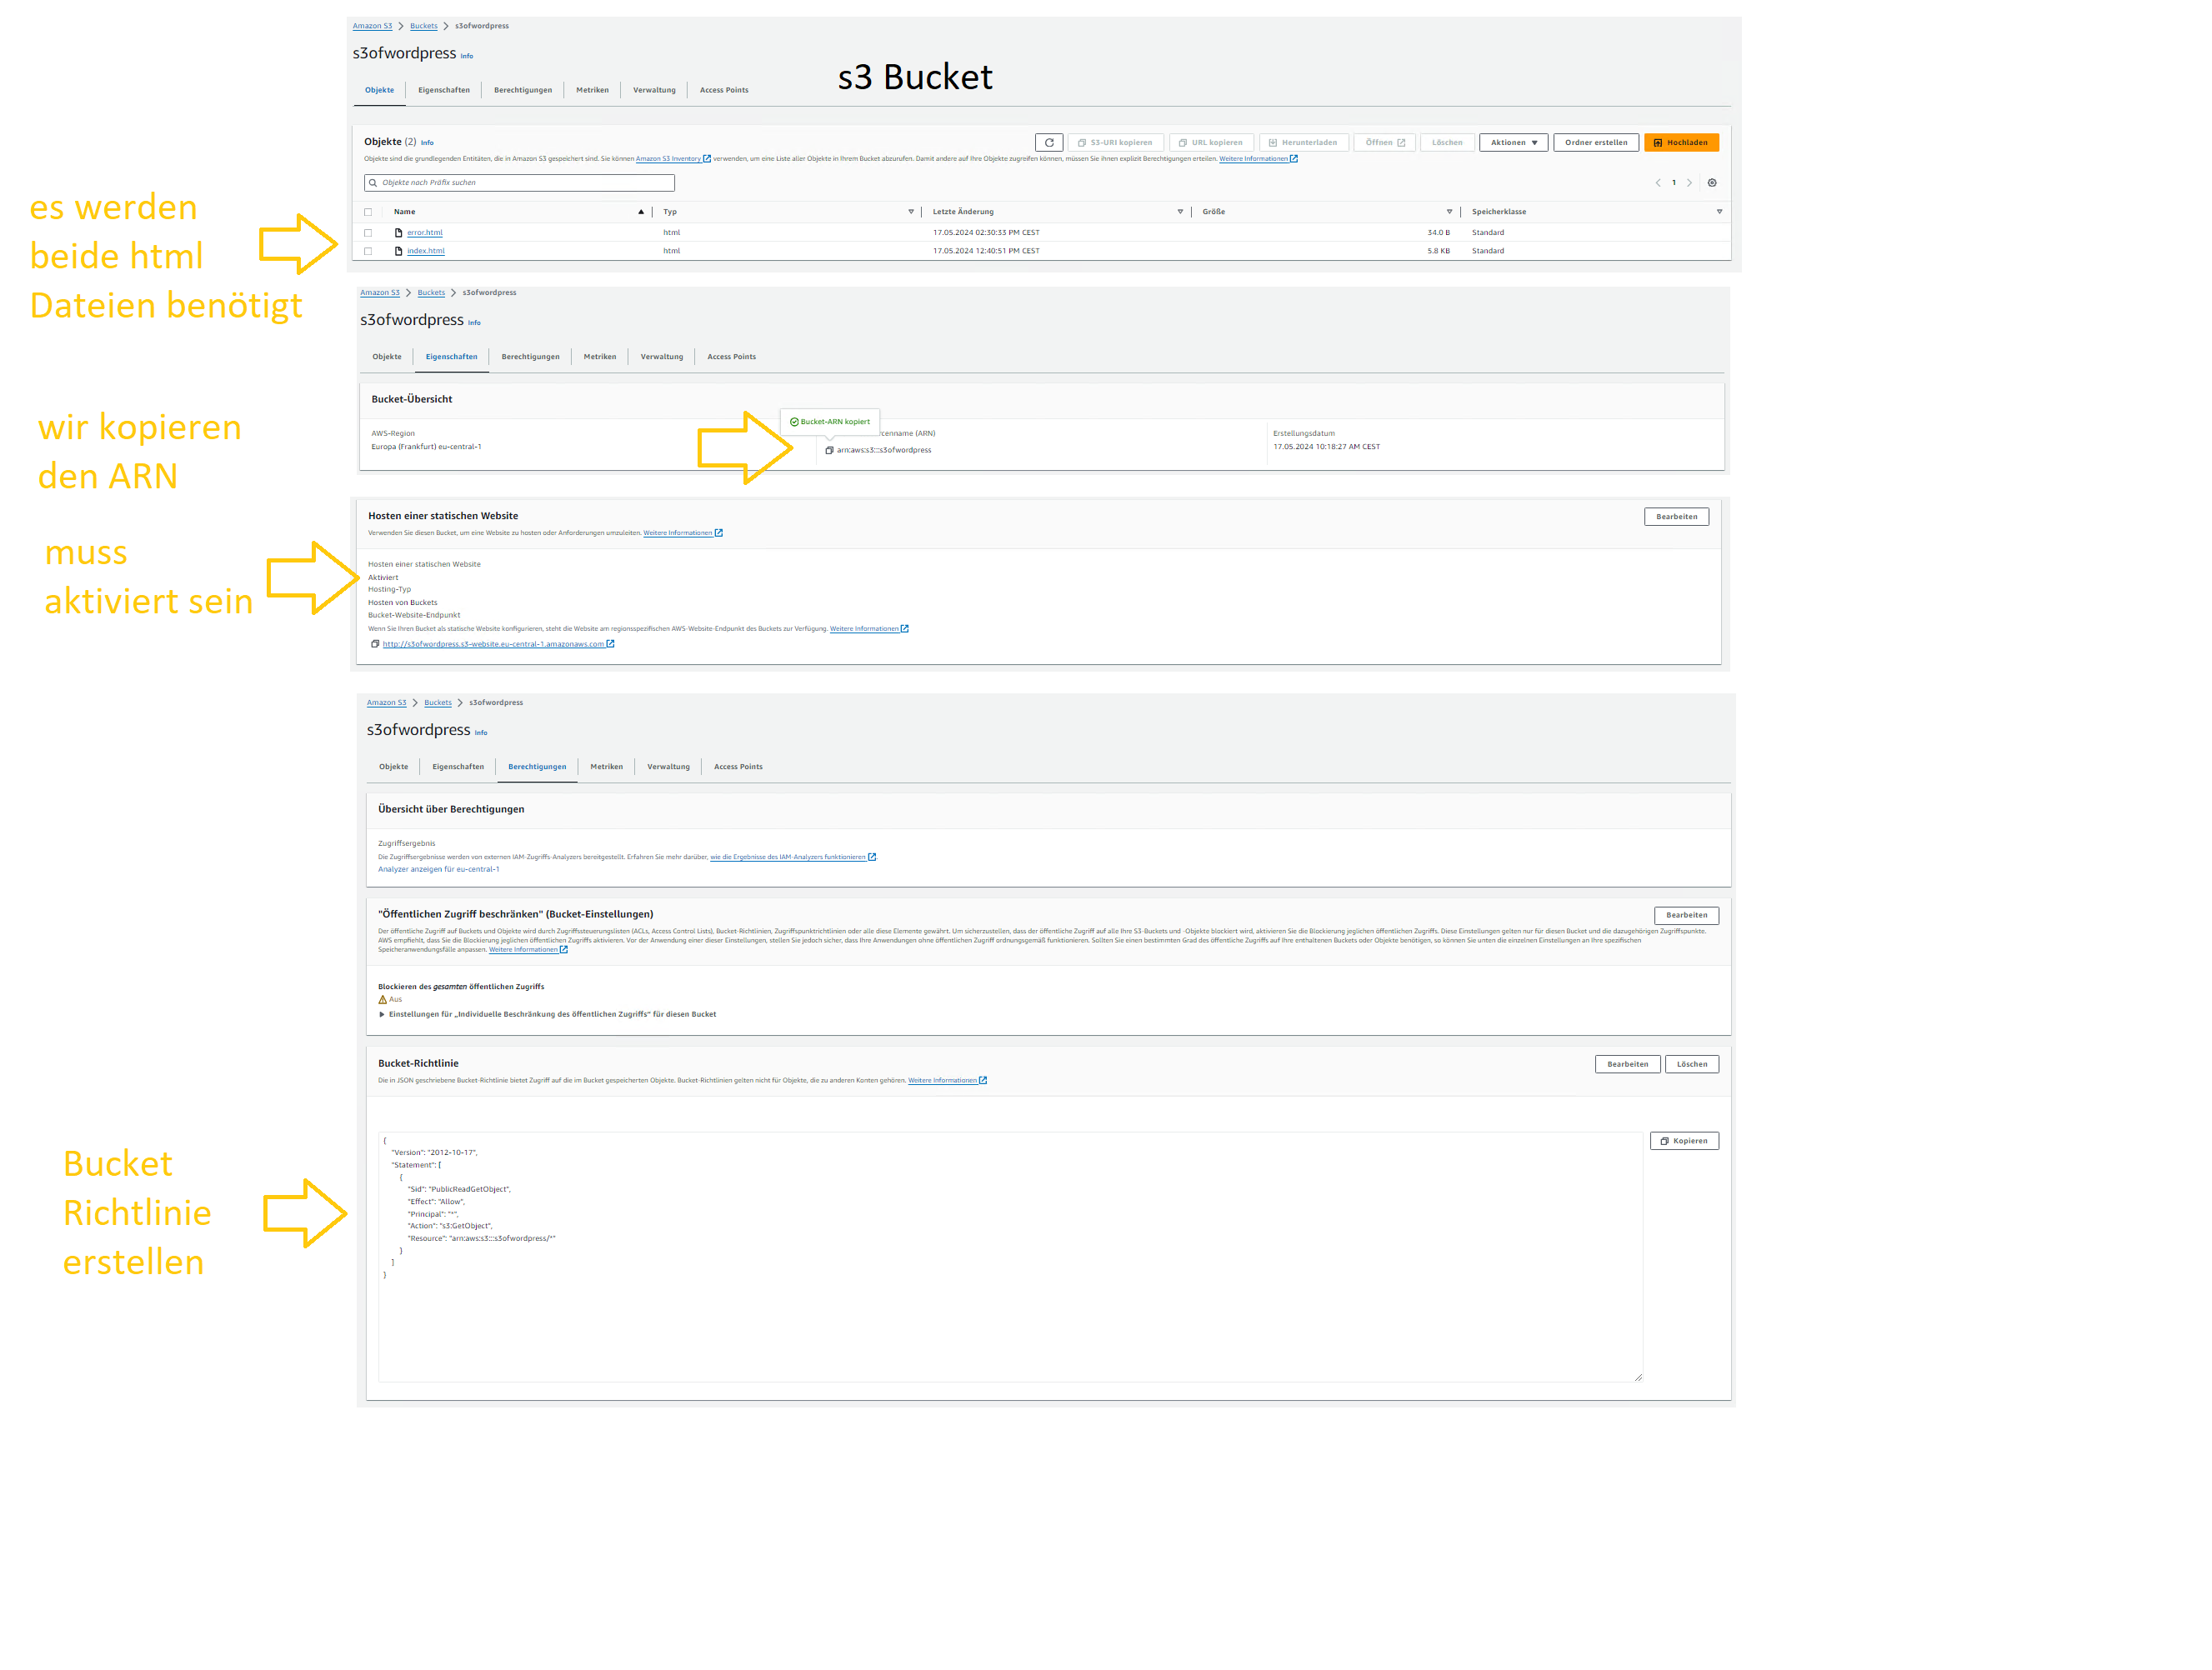 Amazon S3 > Buckets > s3ofwordpress
s3ofwordpress Info
s3 Bucket
Objekte Eigenschaften Berechtigungen Metriken Verwaltung Access Points
Objekte (2) Info
S3-URI kopieren URL kopieren Herunterladen Öffnen Löschen Aktionen Ordner erstellen Hochladen
Objekte sind die grundlegenden Entitäten, die in Amazon S3 gespeichert sind. Sie können Amazon S3 Inventory verwenden, um eine Liste aller Objekte in Ihrem Bucket abzurufen. Damit andere auf Ihre Objekte zugreifen können, müssen Sie ihnen explizit Berechtigungen erteilen. Weitere Informationen
Objekte nach Präfix suchen
1
Name Typ Letzte Änderung Größe Speicherklasse
error.html html 17.05.2024 02:30:33 PM CEST 34.0 B Standard
index.html html 17.05.2024 12:40:51 PM CEST 5.8 KB Standard
es werden
beide html
Dateien benötigt
Amazon S3 > Buckets > s3ofwordpress
s3ofwordpress Info
Objekte Eigenschaften Berechtigungen Metriken Verwaltung Access Points
Bucket-Übersicht
Bucket-ARN kopiert
AWS-Region
Europa (Frankfurt) eu-central-1
rcenname (ARN)
arn:aws:s3:::s3ofwordpress
Erstellungsdatum
17.05.2024 10:18:27 AM CEST
wir kopieren
den ARN
Hosten einer statischen Website
Bearbeiten
Verwenden Sie diesen Bucket, um eine Website zu hosten oder Anforderungen umzuleiten. Weitere Informationen
Hosten einer statischen Website
Aktiviert
Hosting-Typ
Hosten von Buckets
Bucket-Website-Endpunkt
Wenn Sie Ihren Bucket als statische Website konfigurieren, steht die Website am regionsspezifischen AWS-Website-Endpunkt des Buckets zur Verfügung. Weitere Informationen
http://s3ofwordpress.s3-website.eu-central-1.amazonaws.com
muss
aktiviert sein
Amazon S3 > Buckets > s3ofwordpress
s3ofwordpress Info
Objekte Eigenschaften Berechtigungen Metriken Verwaltung Access Points
Übersicht über Berechtigungen
Zugriffsergebnis
Die Zugriffsergebnisse werden von externen IAM-Zugriffs-Analyzers bereitgestellt. Erfahren Sie mehr darüber, wie die Ergebnisse des IAM-Analyzers funktionieren
Analyzer anzeigen für eu-central-1
"Öffentlichen Zugriff beschränken" (Bucket-Einstellungen)
Bearbeiten
Der öffentliche Zugriff auf Buckets und Objekte wird durch Zugriffssteuerungslisten (ACLs, Access Control Lists), Bucket-Richtlinien, Zugriffspunktrichtlinien oder alle diese Elemente gewährt. Um sicherzustellen, dass der öffentliche Zugriff auf alle Ihre S3-Buckets und -Objekte blockiert wird, aktivieren Sie die Blockierung jeglichen öffentlichen Zugriffs. Diese Einstellungen gelten nur für diesen Bucket und die dazugehörigen Zugriffspunkte.
AWS empfiehlt, dass Sie die Blockierung jeglichen öffentlichen Zugriffs aktivieren. Vor der Anwendung einer dieser Einstellungen, stellen Sie jedoch sicher, dass Ihre Anwendungen ohne öffentlichen Zugriff ordnungsgemäß funktionieren. Sollten Sie einen bestimmten Grad des öffentliche Zugriffs auf Ihre enthaltenen Buckets oder Objekte benötigen, so können Sie unten die einzelnen Einstellungen an Ihre spezifischen
Speicheranwendungsfälle anpassen. Weitere Informationen
Blockieren des gesamten öffentlichen Zugriffs
Aus
Einstellungen für „Individuelle Beschränkung des öffentlichen Zugriffs“ für diesen Bucket
Bucket-Richtlinie
Bearbeiten Löschen
Die in JSON geschriebene Bucket-Richtlinie bietet Zugriff auf die im Bucket gespeicherten Objekte. Bucket-Richtlinien gelten nicht für Objekte, die zu anderen Konten gehören. Weitere Informationen
Kopieren
{
"Version": "2012-10-17",
"Statement": [
{
"Sid": "PublicReadGetObject",
"Effect": "Allow",
"Principal": "*",
"Action": "s3:GetObject",
"Resource": "arn:aws:s3:::s3ofwordpress/*"
}
]
}
Bucket
Richtlinie
erstellen